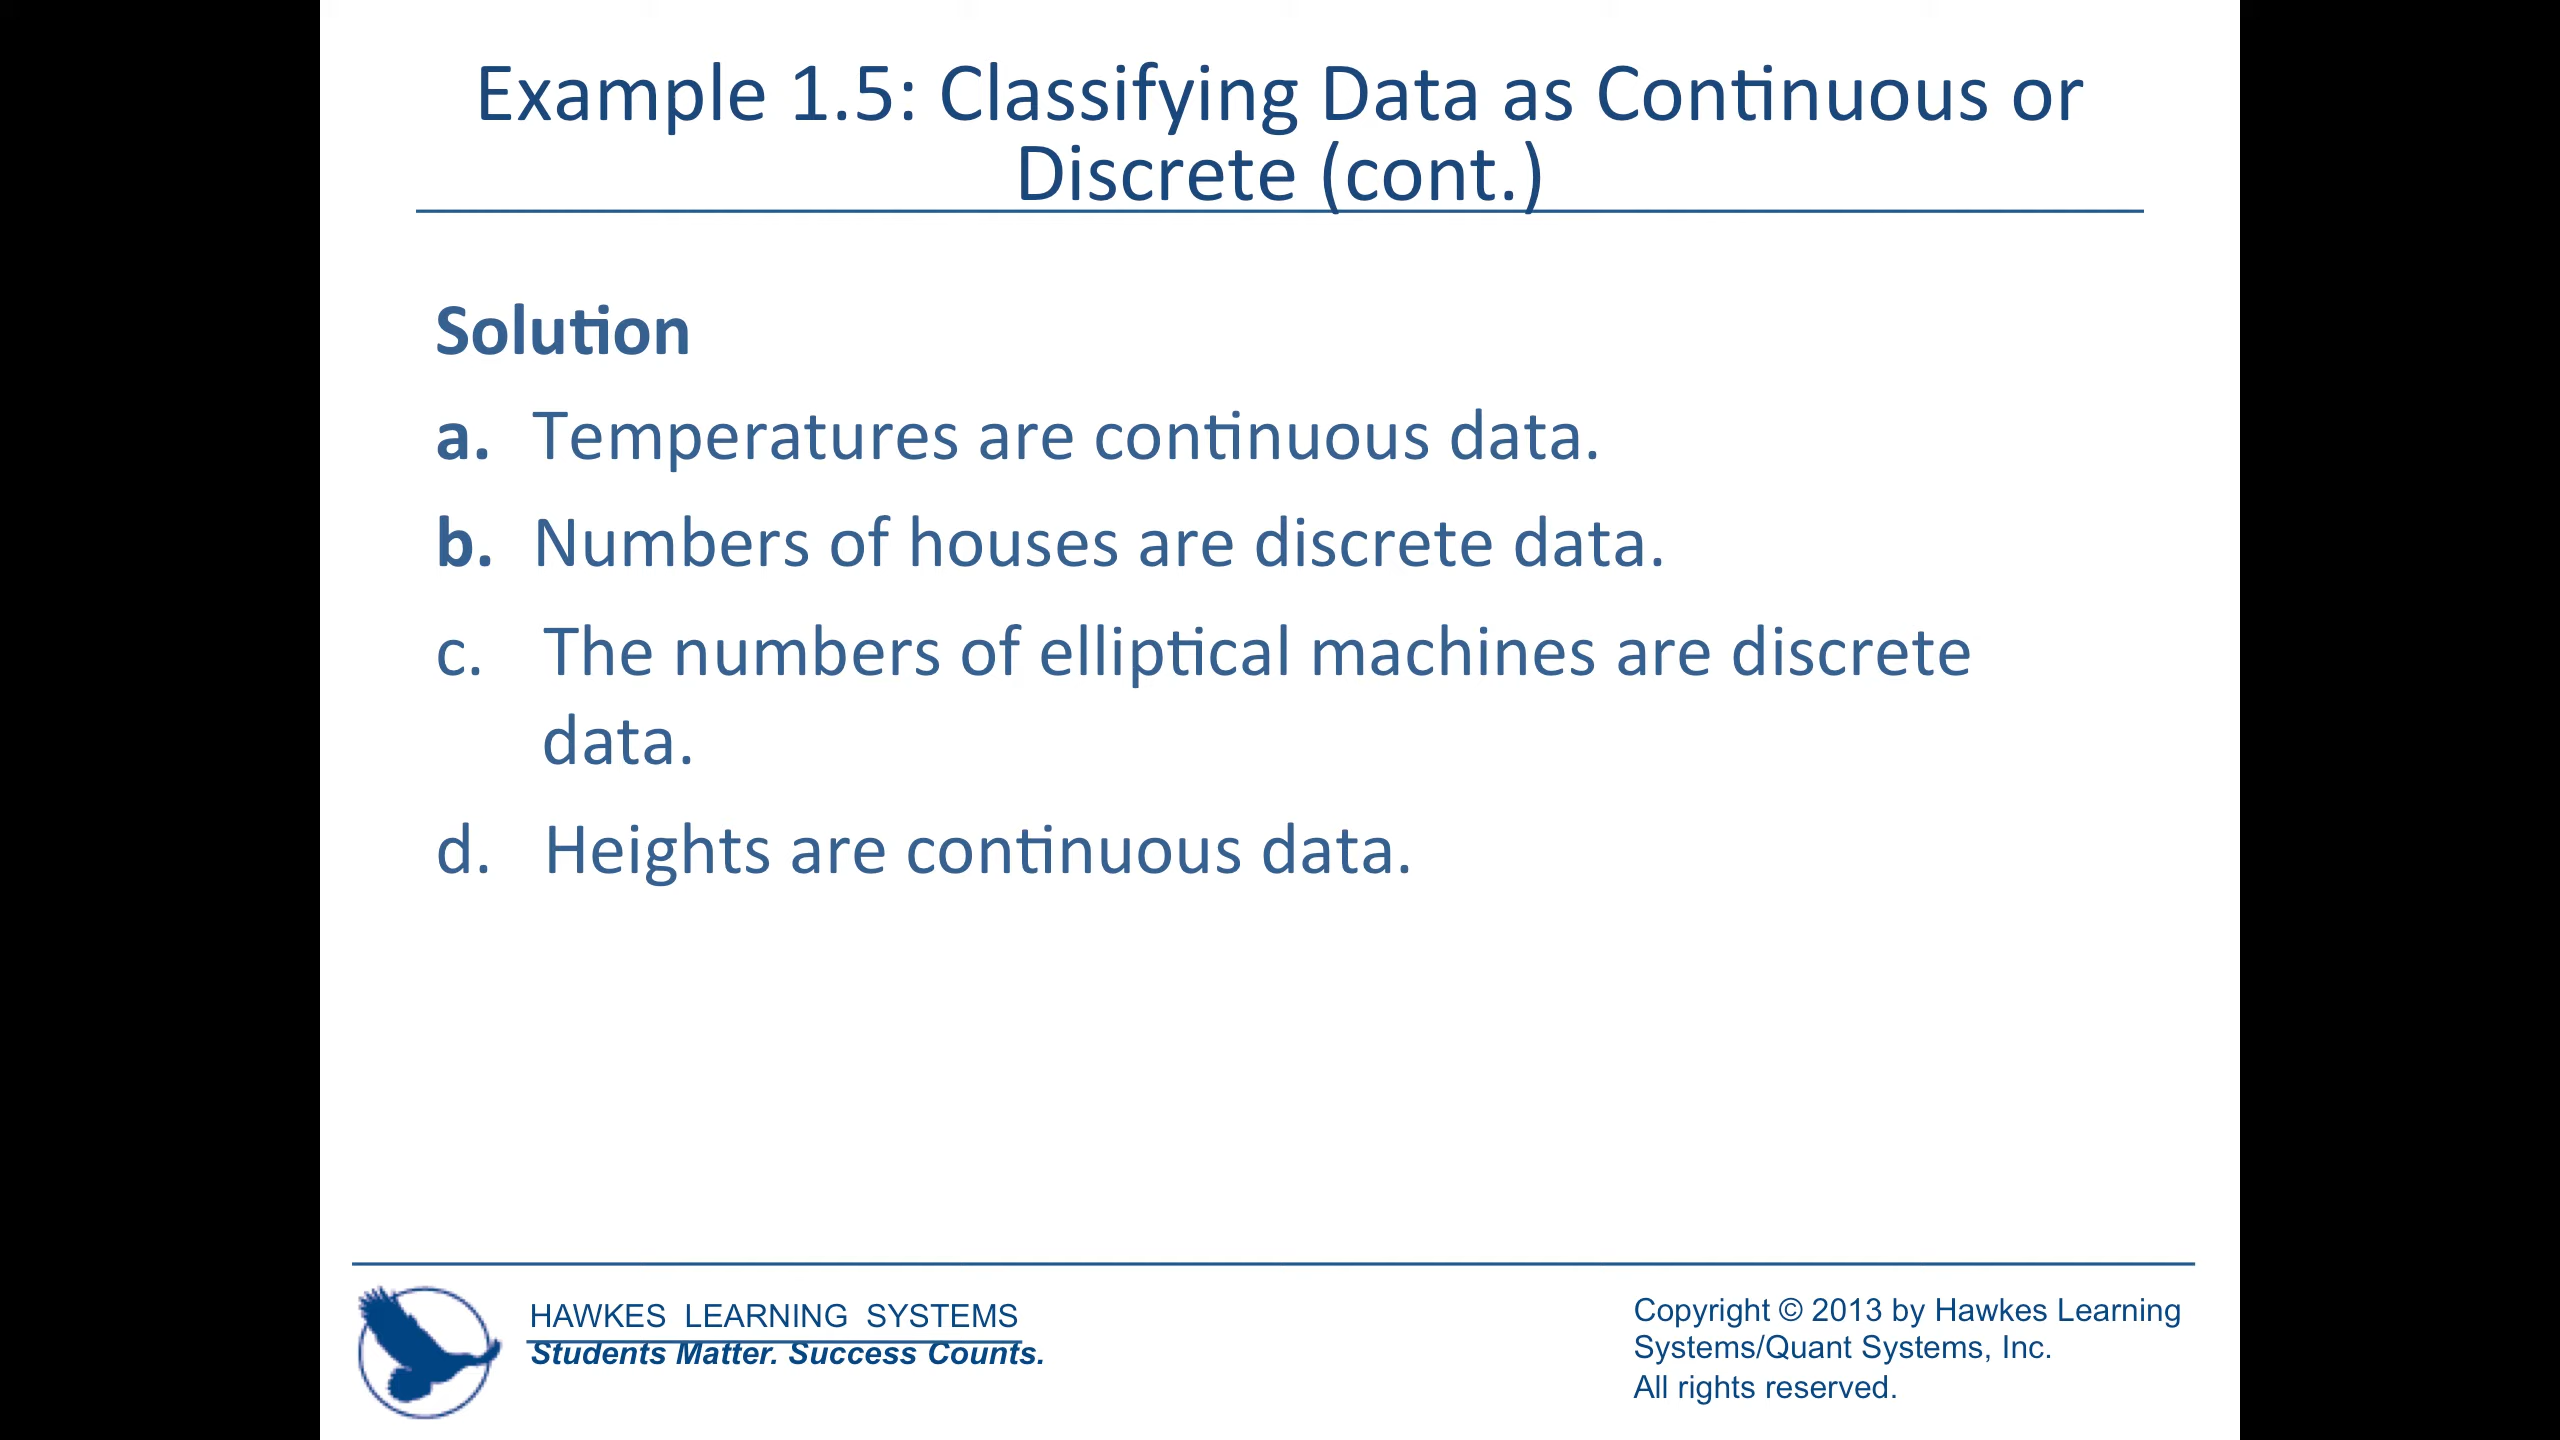 Example 1.5: Classifying Data as Continuous or
Discrete (cont.)
Solution
a. Temperatures are continuous data.
b. Numbers of houses are discrete data.
c. The numbers of elliptical machines are discrete
data.
d. Heights are continuous data.
HAWKES LEARNING SYSTEMS
Students Matter. Success Counts.
Copyright © 2013 by Hawkes Learning
Systems/Quant Systems, Inc.
All rights reserved.